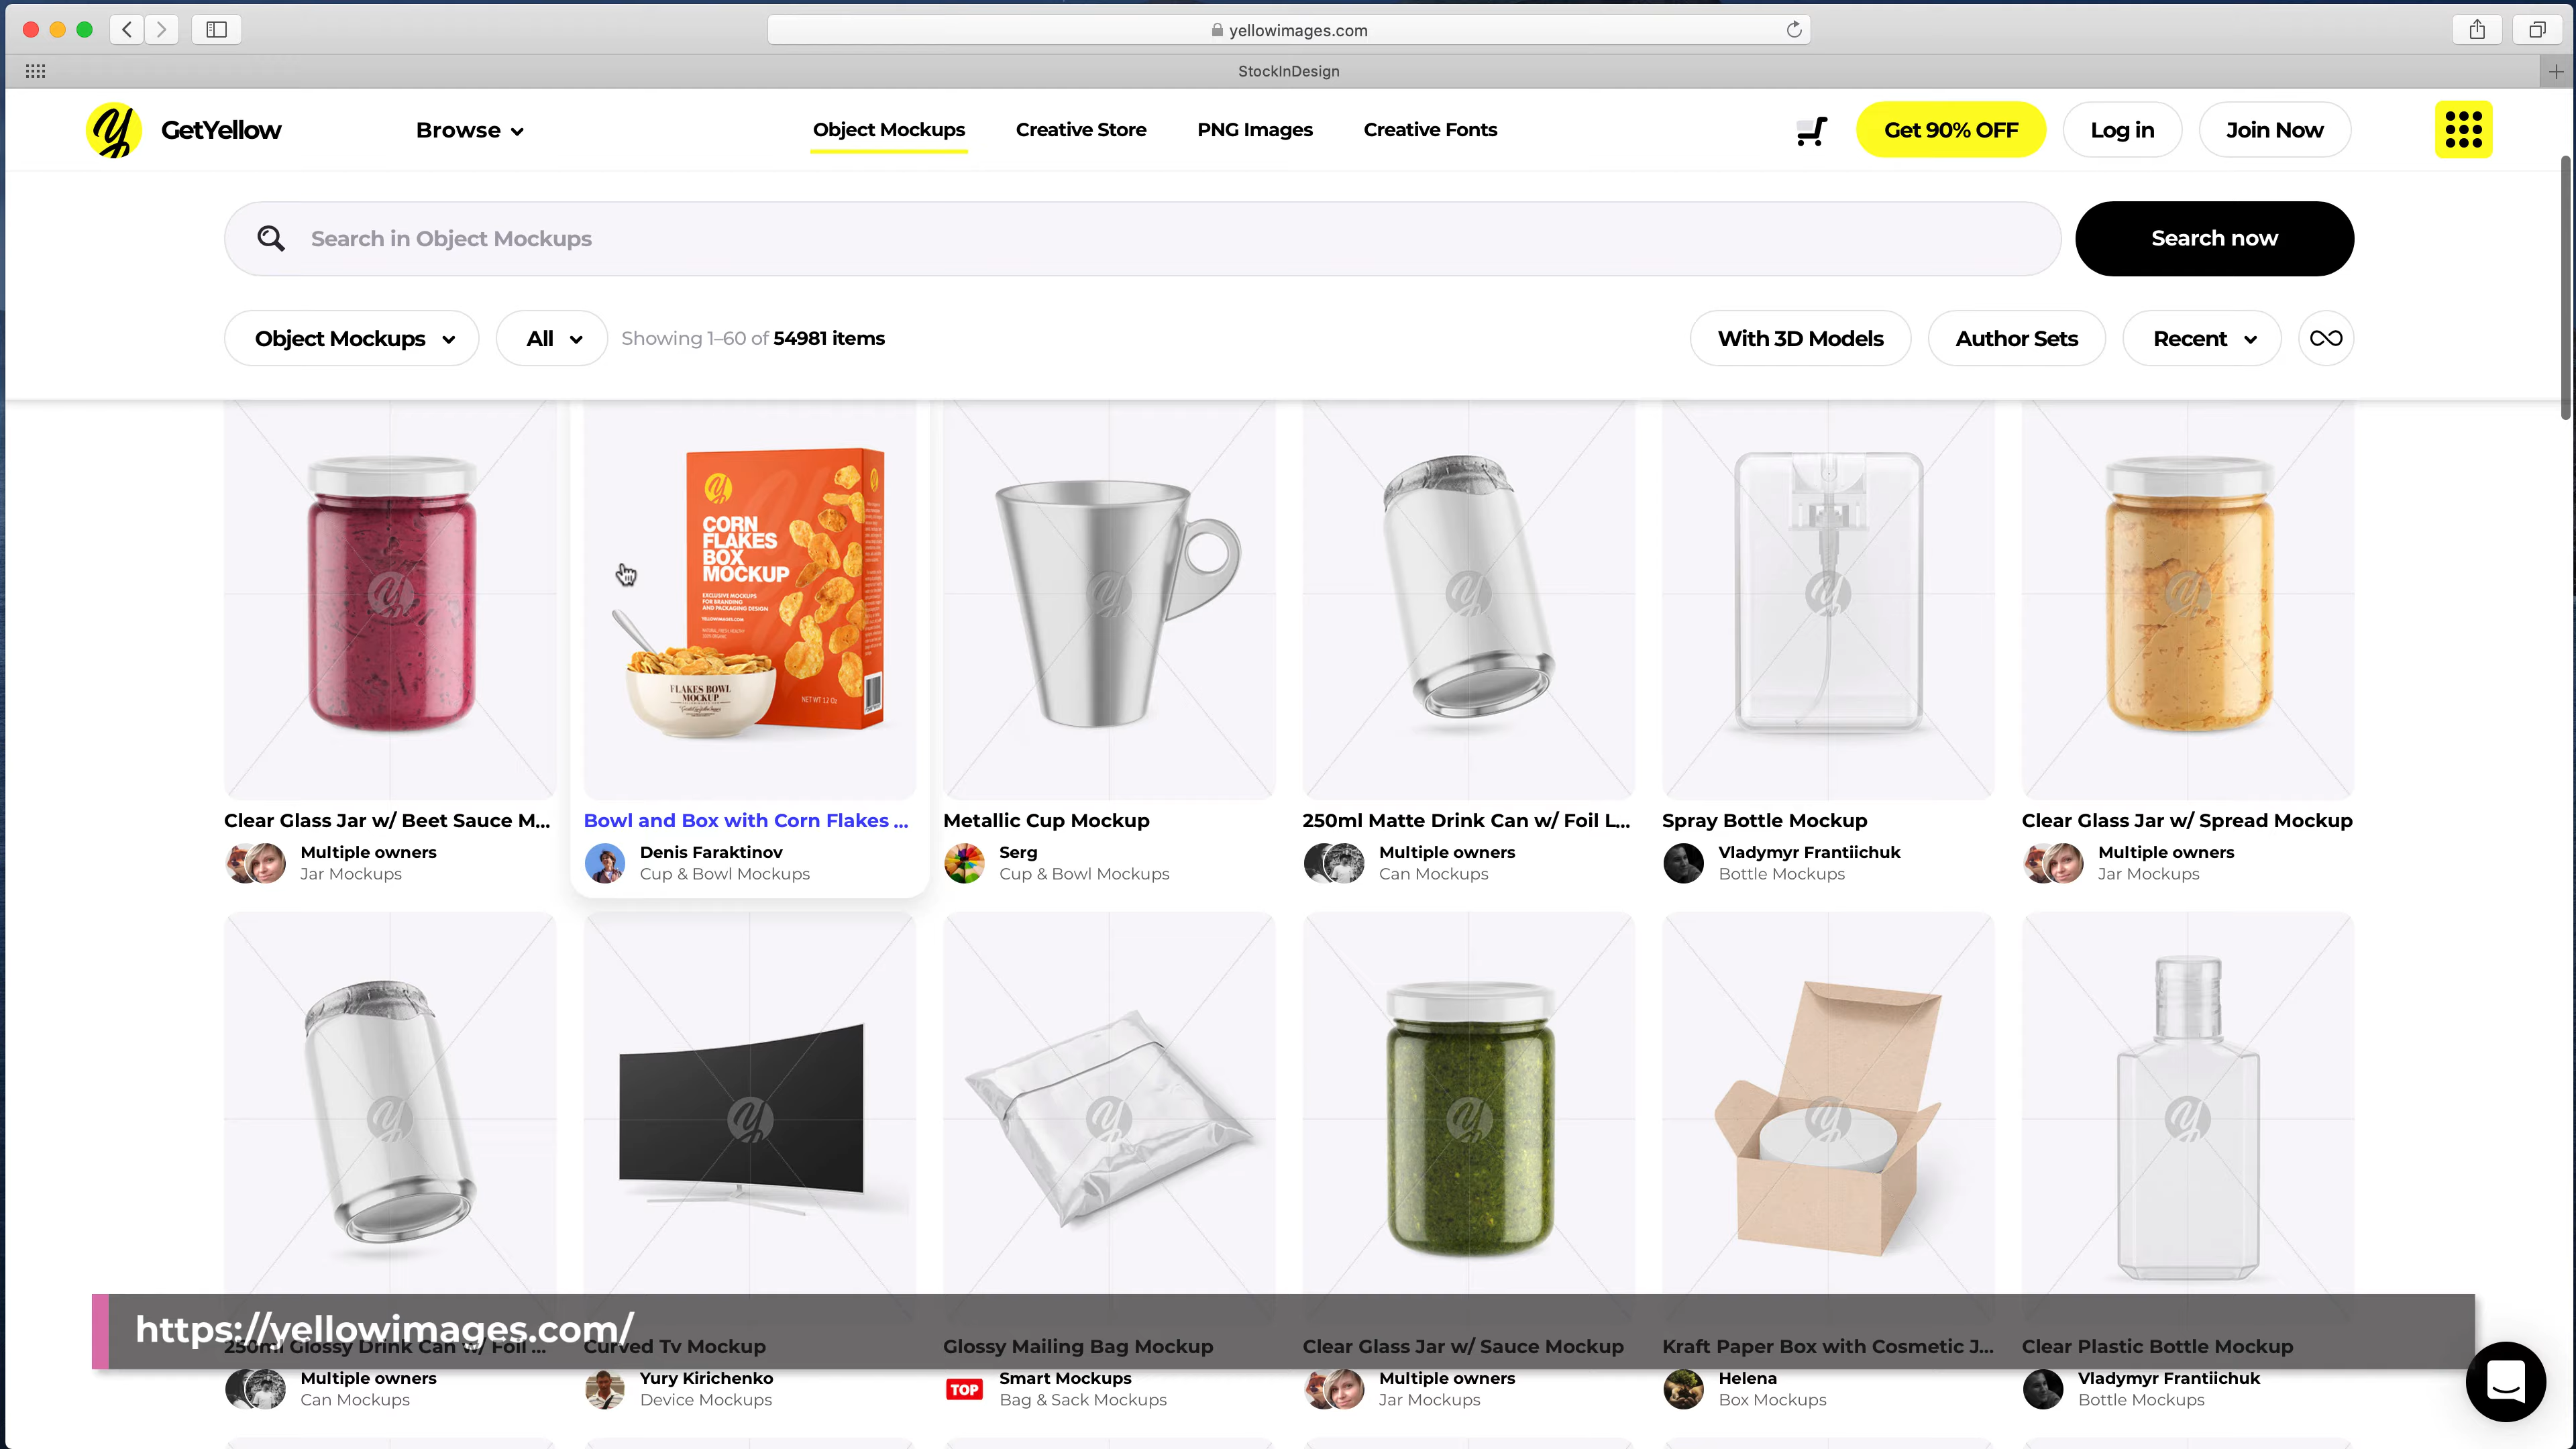 yellowimages.com
StockInDesign
GetYellow
Browse
Object Mockups
Creative Store
PNG Images
Creative Fonts
Get 90% OFF
Log in
Join Now
Search in Object Mockups
Search now
Object Mockups
All
Showing 1–60 of 54981 items
With 3D Models
Author Sets
Recent
CORN
FLAKES
BOX
MOCKUP
EXCLUSIVE MOCKUPS
FOR BRANDING
AND PACKAGING DESIGN
YELLOWIMAGES.COM
NET WT 12 Oz
FLAKES BOWL
MOCKUP
Clear Glass Jar w/ Beet Sauce M...
Multiple owners
Jar Mockups
Bowl and Box with Corn Flakes ...
Denis Faraktinov
Cup & Bowl Mockups
Metallic Cup Mockup
Serg
Cup & Bowl Mockups
250ml Matte Drink Can w/ Foil L...
Multiple owners
Can Mockups
Spray Bottle Mockup
Vladymyr Frantiichuk
Bottle Mockups
Clear Glass Jar w/ Spread Mockup
Multiple owners
Jar Mockups
https://yellowimages.com/
250ml Glossy Drink Can w/ Foil ...
Multiple owners
Can Mockups
Curved Tv Mockup
Yury Kirichenko
Device Mockups
Glossy Mailing Bag Mockup
TOP
Smart Mockups
Bag & Sack Mockups
Clear Glass Jar w/ Sauce Mockup
Multiple owners
Jar Mockups
Kraft Paper Box with Cosmetic J...
Helena
Box Mockups
Clear Plastic Bottle Mockup
Vladymyr Frantiichuk
Bottle Mockups